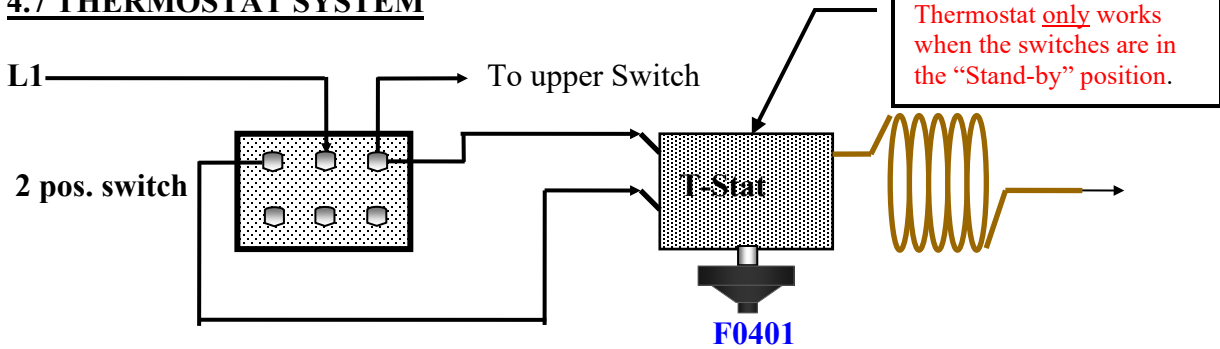 4.7 THERMOSTAT SYSTEM
Thermostat only works
when the switches are in
the “Stand-by” position.
L1
To upper Switch
2 pos. switch
T-Stat
F0401